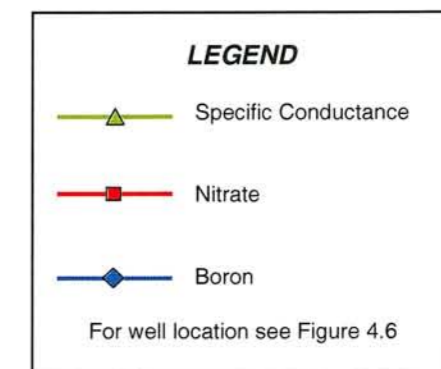 LEGEND
Specific Conductance
Nitrate
Boron
For well location see Figure 4.6